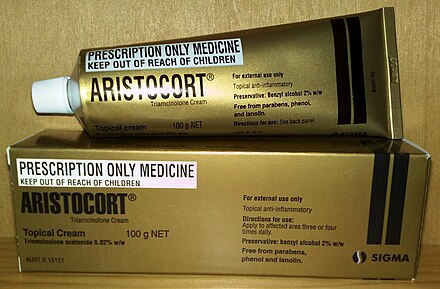 PRESCRIPTION ONLY MEDICINE
KEEP OUT OF REACH OF CHILDREN
ARISTOCORT®
Triamcinolone Cream
Topical cream
100 g NET
For external use only
Topical anti-inflammatory
Preservative: Benzyl alcohol 2% w/w
Free from parabens, phenol,
and lanolin.
Directions for use: See back panel
PRESCRIPTION ONLY MEDICINE
KEEP OUT OF REACH OF CHILDREN
ARISTOCORT®
Triamcinolone Cream
Topical Cream
100 g NET
Triamcinolone acetonide 0.02% w/w
AUST R 15121
For external use only
Topical anti-inflammatory
Directions for use:
Apply to affected area three or four
times daily.
Preservative: benzyl alcohol 2% w/w
Free from parabens,
phenol and lanolin.
SIGMA